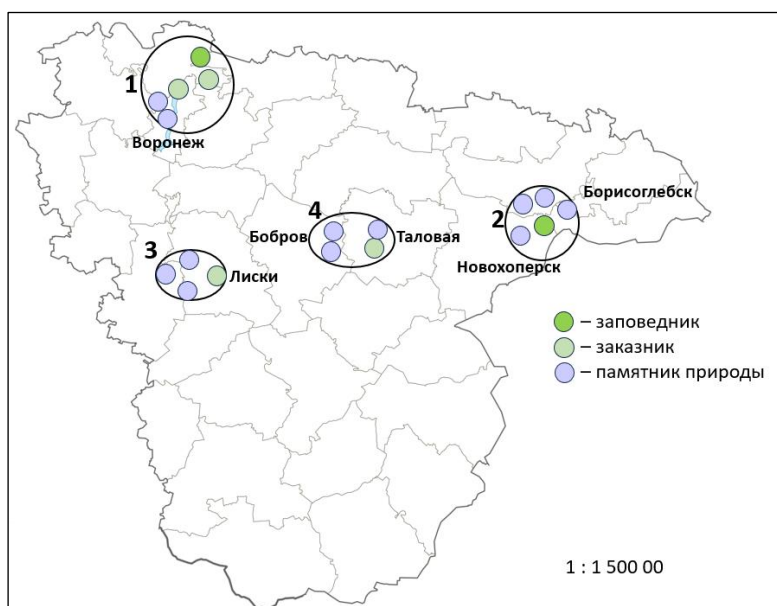 1
Воронеж
Борисоглебск
2
4
Бобров
Таловая
3
Лиски
Новохоперск
– заповедник
– заказник
– памятник природы
1 : 1 500 00